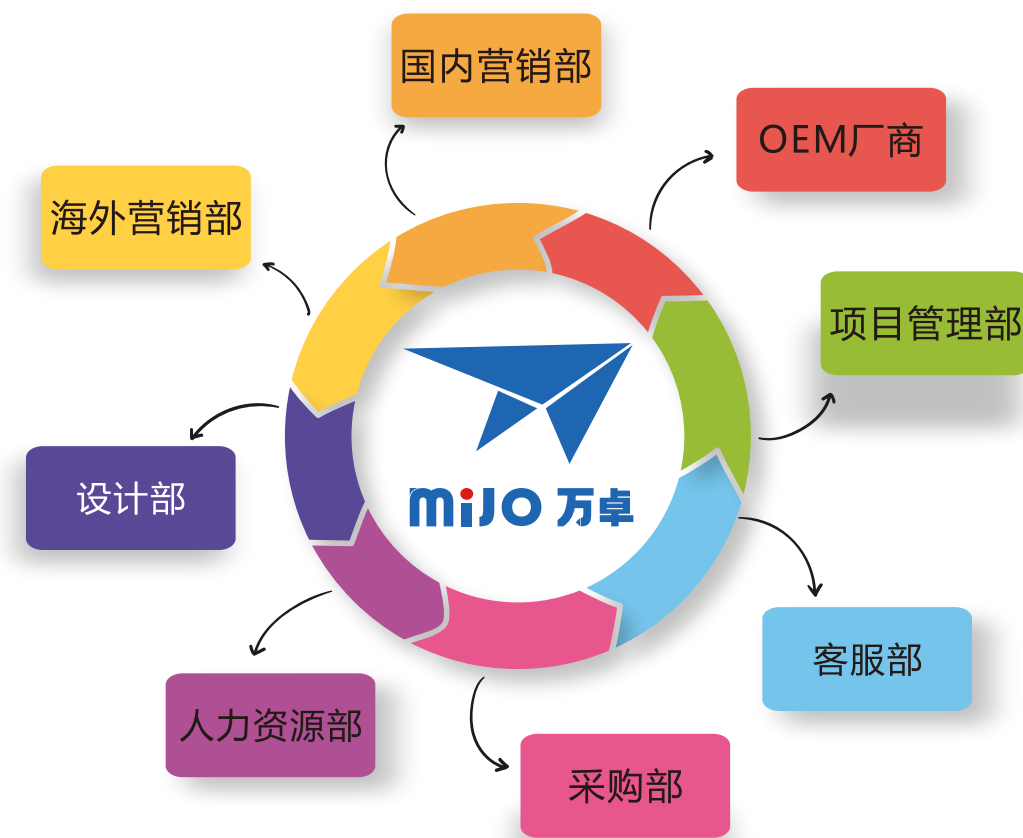 国内营销部
OEM厂商
海外营销部
项目管理部
mijo 万卓
设计部
客服部
人力资源部
采购部